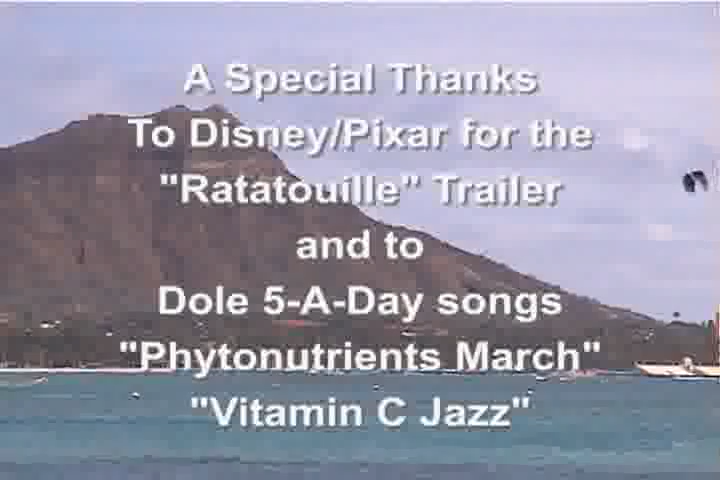 A Special Thanks
To Disney/Pixar for the
"Ratatouille" Trailer
and to
Dole 5-A-Day songs
"Phytonutrients March"
"Vitamin C Jazz"